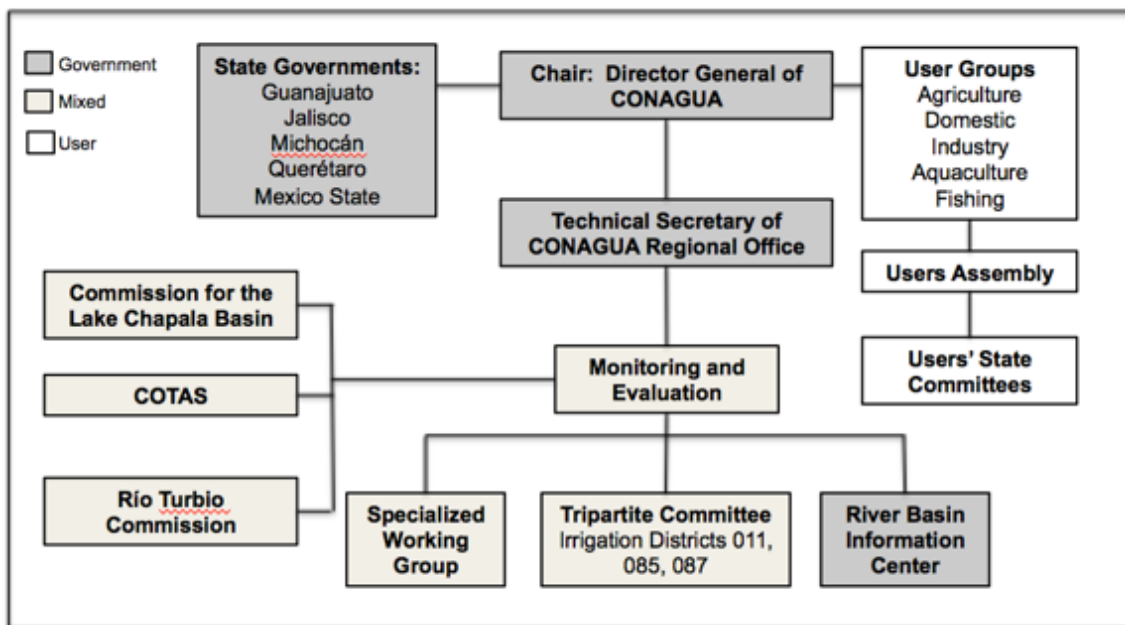 Government
Mixed
User
State Governments:
Guanajuato
Jalisco
Michocán
Querétaro
Mexico State
Chair:  Director General of
CONAGUA
User Groups
Agriculture
Domestic
Industry
Aquaculture
Fishing
Technical Secretary of
CONAGUA Regional Office
Users Assembly
Users' State
Committees
Commission for the
Lake Chapala Basin
COTAS
Río Turbio
Commission
Monitoring and
Evaluation
Specialized
Working
Group
Tripartite Committee
Irrigation Districts 011,
085, 087
River Basin
Information
Center